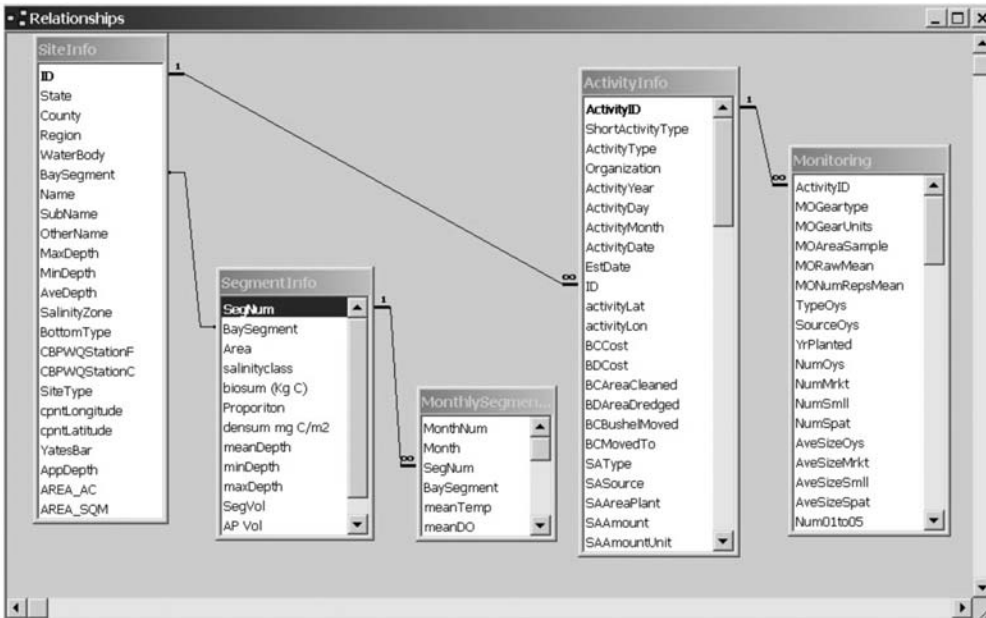 Relationships
SiteInfo
ID
State
County
Region
WaterBody
BaySegment
Name
SubName
OtherName
MaxDepth
MinDepth
AveDepth
SalinityZone
BottomType
CBPWQStationF
CBPWQStationC
SiteType
cpntLongitude
cpntLatitude
YatesBar
AppDepth
AREA_AC
AREA_SQM
1
SegmentInfo
SegNum
BaySegment
Area
salinityclass
biosum (Kg C)
Proporiton
densum mg C/m2
meanDepth
minDepth
maxDepth
SegVol
AP Vol
1
∞
MonthlySegmen...
MonthNum
Month
SegNum
BaySegment
meanTemp
meanDO
∞
ActivityInfo
ActivityID
ShortActivityType
ActivityType
Organization
ActivityYear
ActivityDay
ActivityMonth
ActivityDate
EstDate
ID
activityLat
activityLon
BCCost
BDCost
BCAreaCleaned
BDAreaDredged
BCBushelMoved
BCMovedTo
SAType
SASource
SAAreaPlant
SAAmount
SAAmountUnit
1
∞
Monitoring
ActivityID
MOGeartype
MOGearUnits
MOAreaSample
MORawMean
MONumRepsMean
TypeOys
SourceOys
YrPlanted
NumOys
NumMrkt
NumSmll
NumSpat
AveSizeOys
AveSizeMrkt
AveSizeSmll
AveSizeSpat
Num01to05